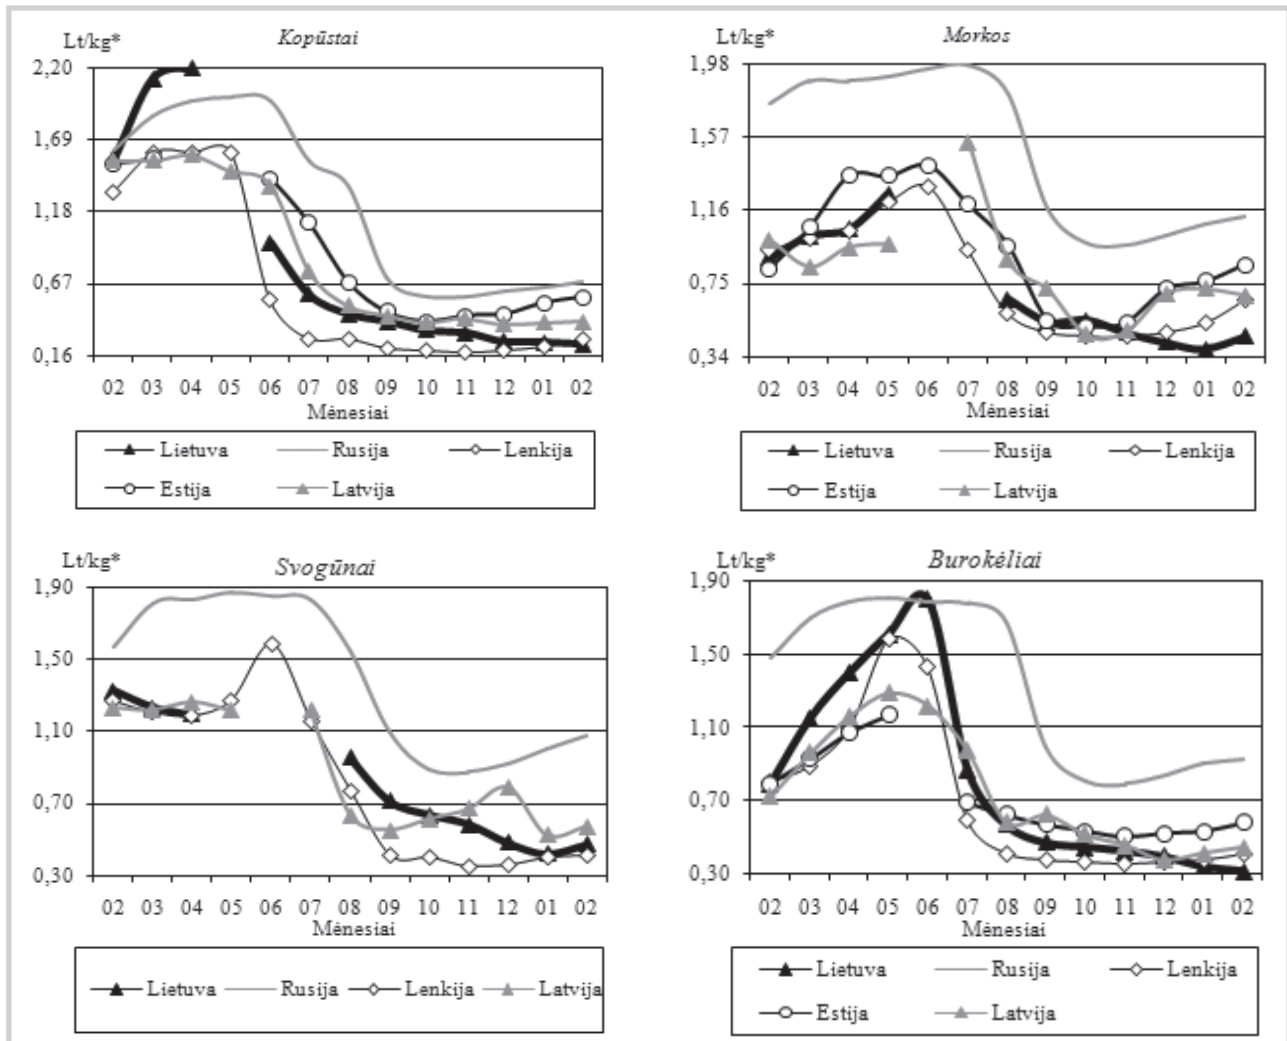 Lt/kg*
Kopūstai
2,20
1,69
1,18
0,67
0,16
02 03 04 05 06 07 08 09 10 11 12 01 02
Mėnesiai
Lietuva Rusija Lenkija
Estija Latvija
Lt/kg*
Morkos
1,98
1,57
1,16
0,75
0,34
02 03 04 05 06 07 08 09 10 11 12 01 02
Mėnesiai
Lietuva Rusija Lenkija
Estija Latvija
Lt/kg*
Svogūnai
1,90
1,50
1,10
0,70
0,30
02 03 04 05 06 07 08 09 10 11 12 01 02
Mėnesiai
Lietuva Rusija Lenkija Latvija
Lt/kg*
Burokėliai
1,90
1,50
1,10
0,70
0,30
02 03 04 05 06 07 08 09 10 11 12 01 02
Mėnesiai
Lietuva Rusija Lenkija
Estija Latvija